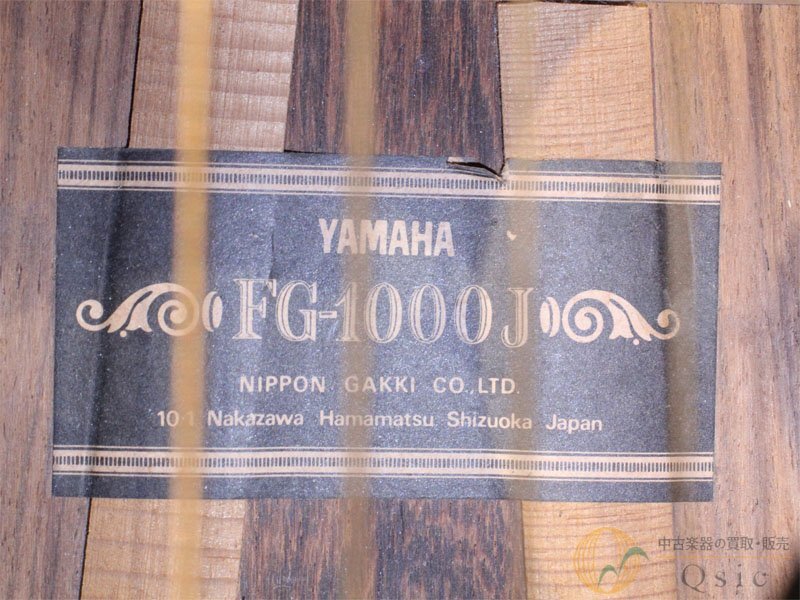 YAMAHA
FG-1000J
NIPPON GAKKI CO.,LTD.
10-1 Nakazawa Hamamatsu Shizuoka Japan
中古楽器の買取・販売
Qsic